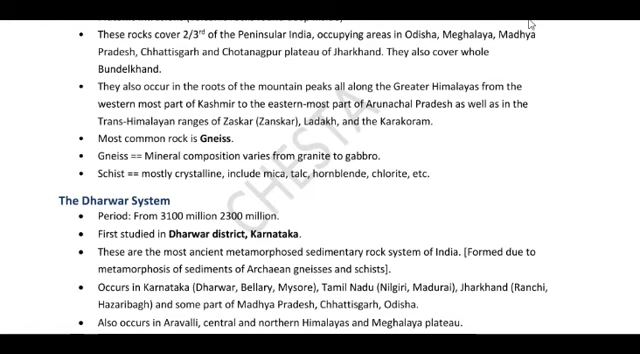 • These rocks cover 2/3rd of the Peninsular India, occupying areas in Odisha, Meghalaya, Madhya
Pradesh, Chhattisgarh and Chotanagpur plateau of Jharkhand. They also cover whole
Bundelkhand.
• They also occur in the roots of the mountain peaks all along the Greater Himalayas from the
western most part of Kashmir to the eastern-most part of Arunachal Pradesh as well as in the
Trans-Himalayan ranges of Zaskar (Zanskar), Ladakh, and the Karakoram.
• Most common rock is Gneiss.
• Gneiss == Mineral composition varies from granite to gabbro.
• Schist == mostly crystalline, include mica, talc, hornblende, chlorite, etc.
CHESTA
The Dharwar System
• Period: From 3100 million 2300 million.
• First studied in Dharwar district, Karnataka.
• These are the most ancient metamorphosed sedimentary rock system of India. [Formed due to
metamorphosis of sediments of Archaean gneisses and schists].
• Occurs in Karnataka (Dharwar, Bellary, Mysore), Tamil Nadu (Nilgiri, Madurai), Jharkhand (Ranchi,
Hazaribagh) and some part of Madhya Pradesh, Chhattisgarh, Odisha.
• Also occurs in Aravalli, central and northern Himalayas and Meghalaya plateau.